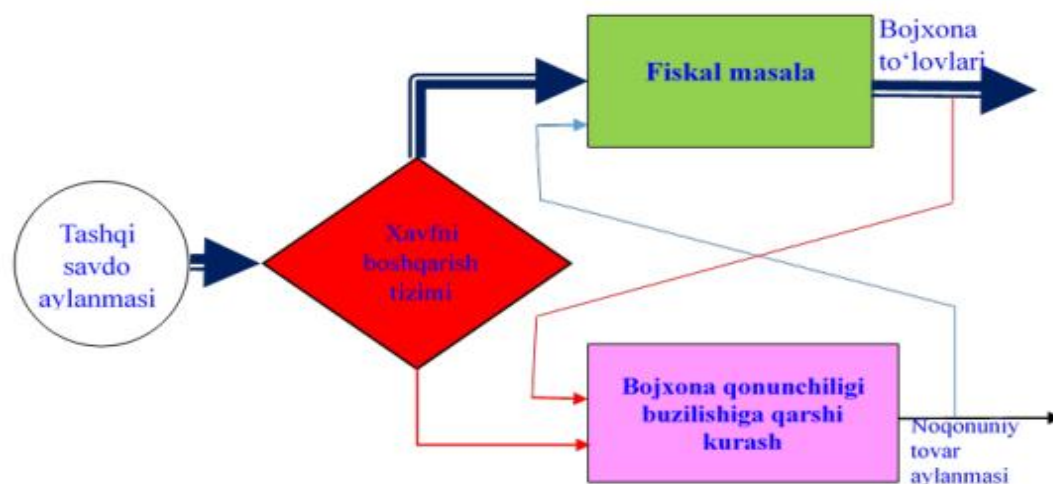 Bojxona
to‘lovlari
Fiskal masala
Tashqi
savdo
aylanmasi
Xavfni
boshqarish
tizimi
Bojxona qonunchiligi
buzilishiga qarshi
kurash
Noqonuniy
tovar
aylanmasi